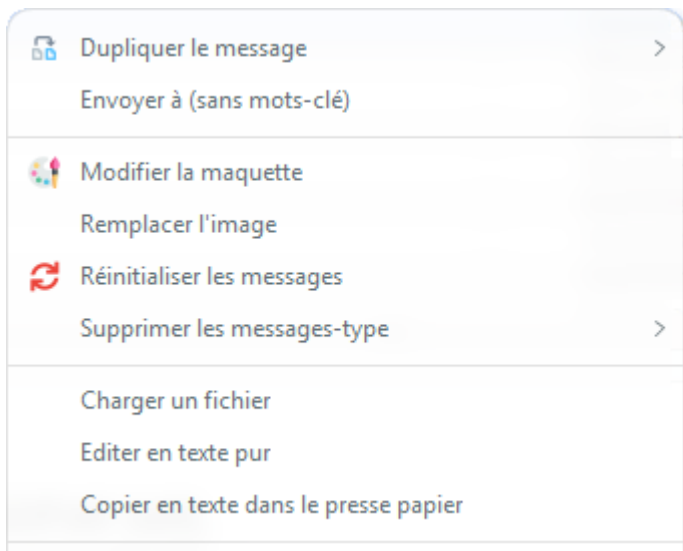 Dupliquer le message
Envoyer à (sans mots-clé)
Modifier la maquette
Remplacer l'image
Réinitialiser les messages
Supprimer les messages-type
Charger un fichier
Editer en texte pur
Copier en texte dans le presse papier